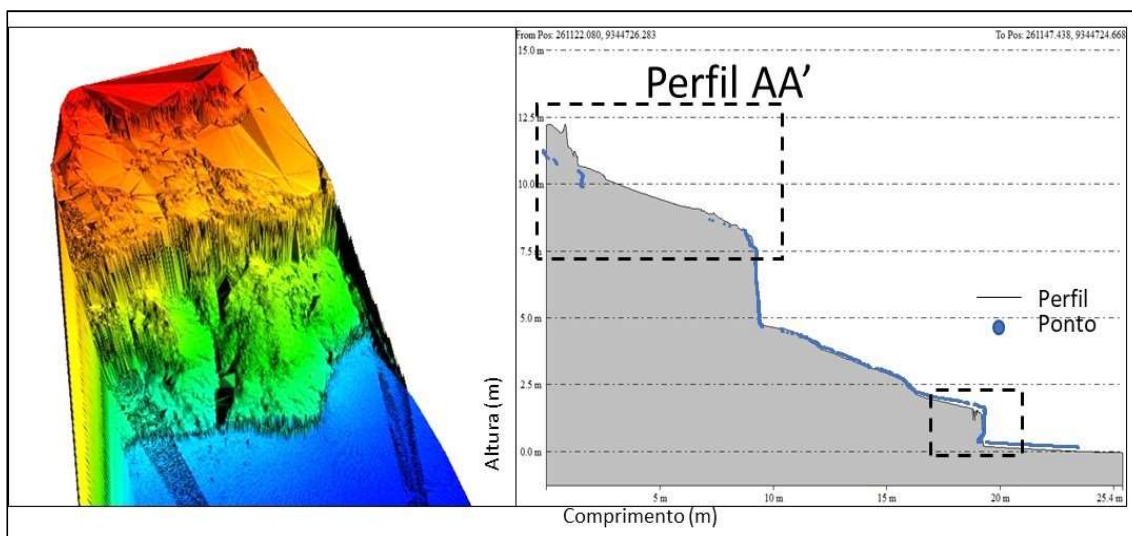 From Pos: 261122.080, 9344726.283
To Pos: 261147.438, 9344724.668
15.0 m
Perfil AA’
12.5 m
10.0 m
7.5 m
Perfil
Ponto
5.0 m
2.5 m
0.0 m
Altura (m)
5 m
10 m
15 m
20 m
25.4 m
Comprimento (m)